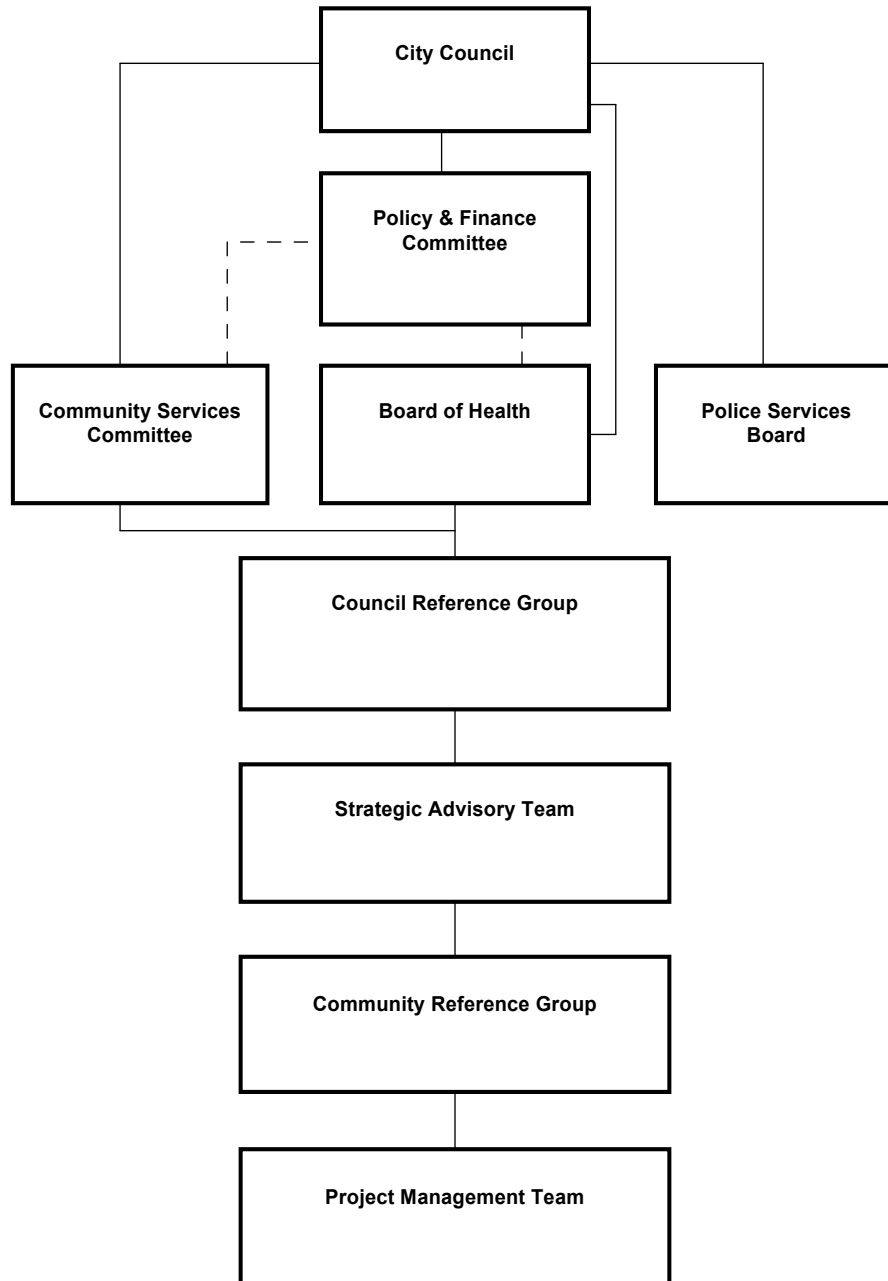 City Council
Policy & Finance
Committee
Community Services
Committee
Board of Health
Police Services
Board
Council Reference Group
Strategic Advisory Team
Community Reference Group
Project Management Team